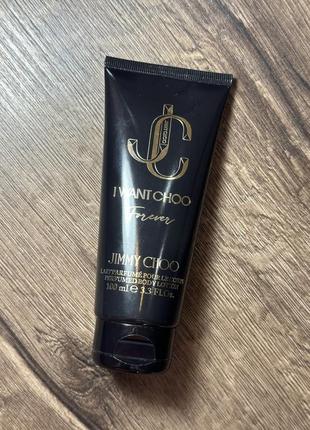 JC
I WANT CHOO
Forever
JIMMY CHOO
LAIT PARFUMÉ POUR LE CORPS
PERFUMED BODY LOTION
100 ml e 3.3 FL.Oz.